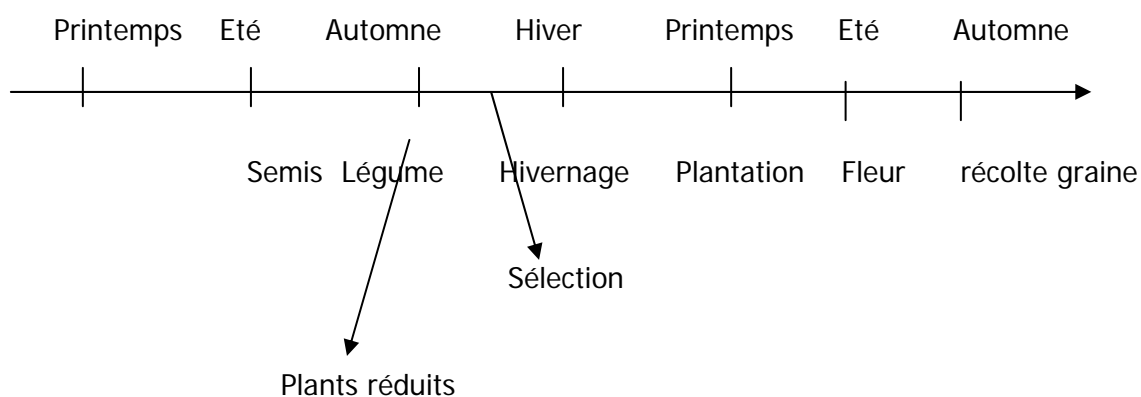 Printemps Eté Automne Hiver Printemps Eté Automne
Semis Légume Hivernage Plantation Fleur récolte graine
Sélection
Plants réduits